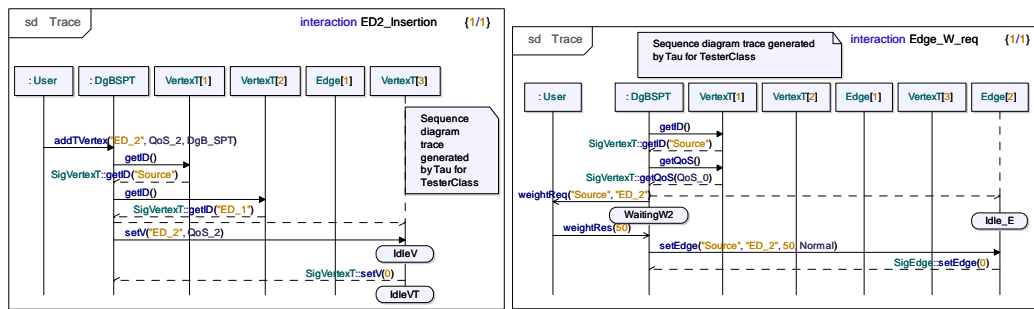 sd Trace
interaction ED2_Insertion {1/1}
: User
: DgBSPT
VertexT[1]
VertexT[2]
Edge[1]
VertexT[3]
Sequence
diagram
trace
generated
by Tau for
TesterClass
addTVertex("ED_2", QoS_2, DgB_SPT)
getID()
SigVertexT::getID("Source")
getID()
SigVertexT::getID("ED_1")
setV("ED_2", QoS_2)
IdleV
SigVertexT::setV(0)
IdleVT
sd Trace
Sequence diagram trace generated
by Tau for TesterClass
interaction Edge_W_req {1/1}
: User
: DgBSPT
VertexT[1]
VertexT[2]
Edge[1]
VertexT[3]
Edge[2]
getID()
SigVertexT::getID("Source")
getQoS()
SigVertexT::getQoS(QoS_0)
weightReq("Source", "ED_2")
WaitingW2
Idle_E
weightRes(50)
setEdge("Source", "ED_2", 50, Normal)
SigEdge::setEdge(0)